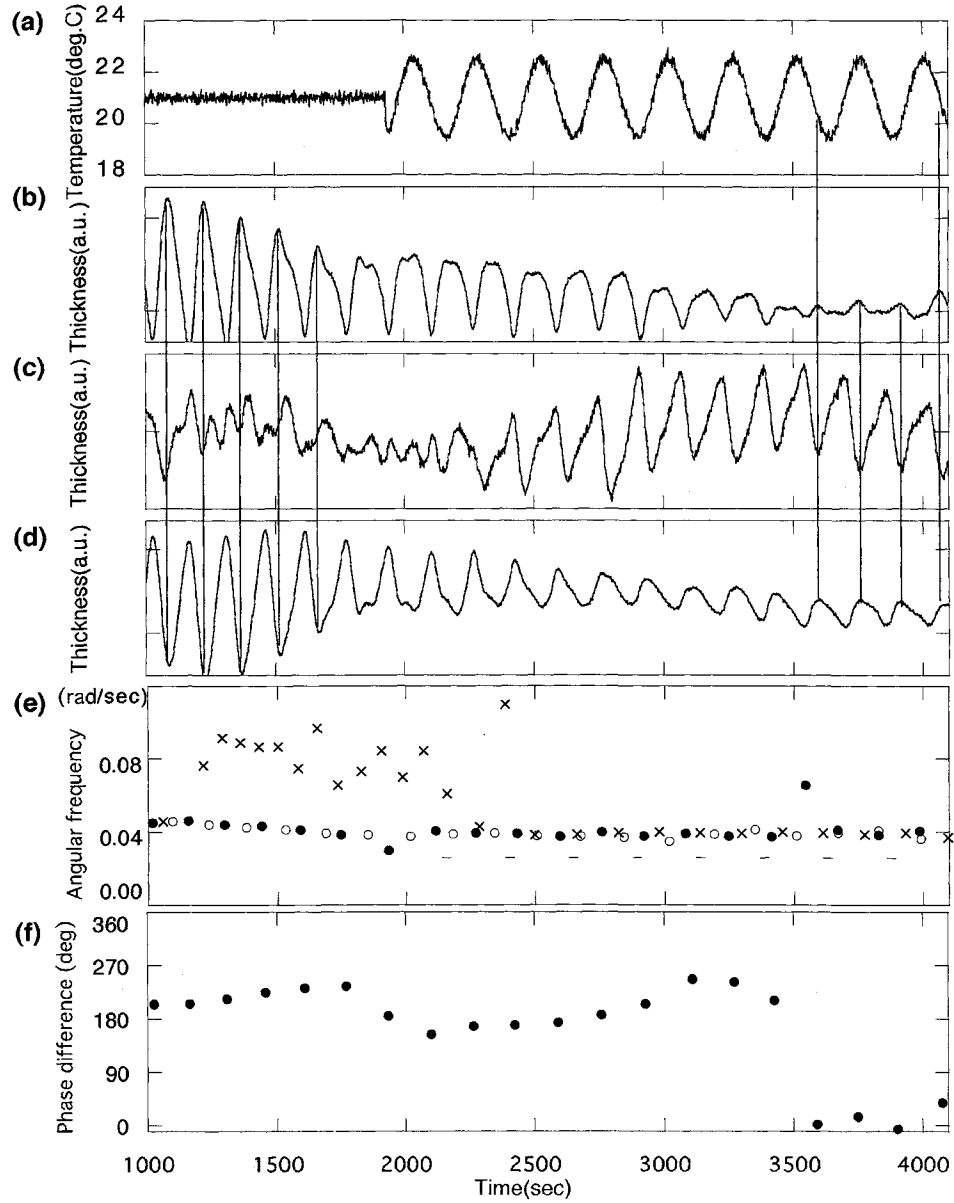 (a)
Temperature(deg.C)
24
22
20
18
(b)
Thickness(a.u.)
(c)
Thickness(a.u.)
(d)
Thickness(a.u.)
(e)
(rad/sec)
Angular frequency
0.08
0.04
0.00
(f)
Phase difference (deg)
360
270
180
90
0
1000 1500 2000 2500 3000 3500 4000
Time(sec)